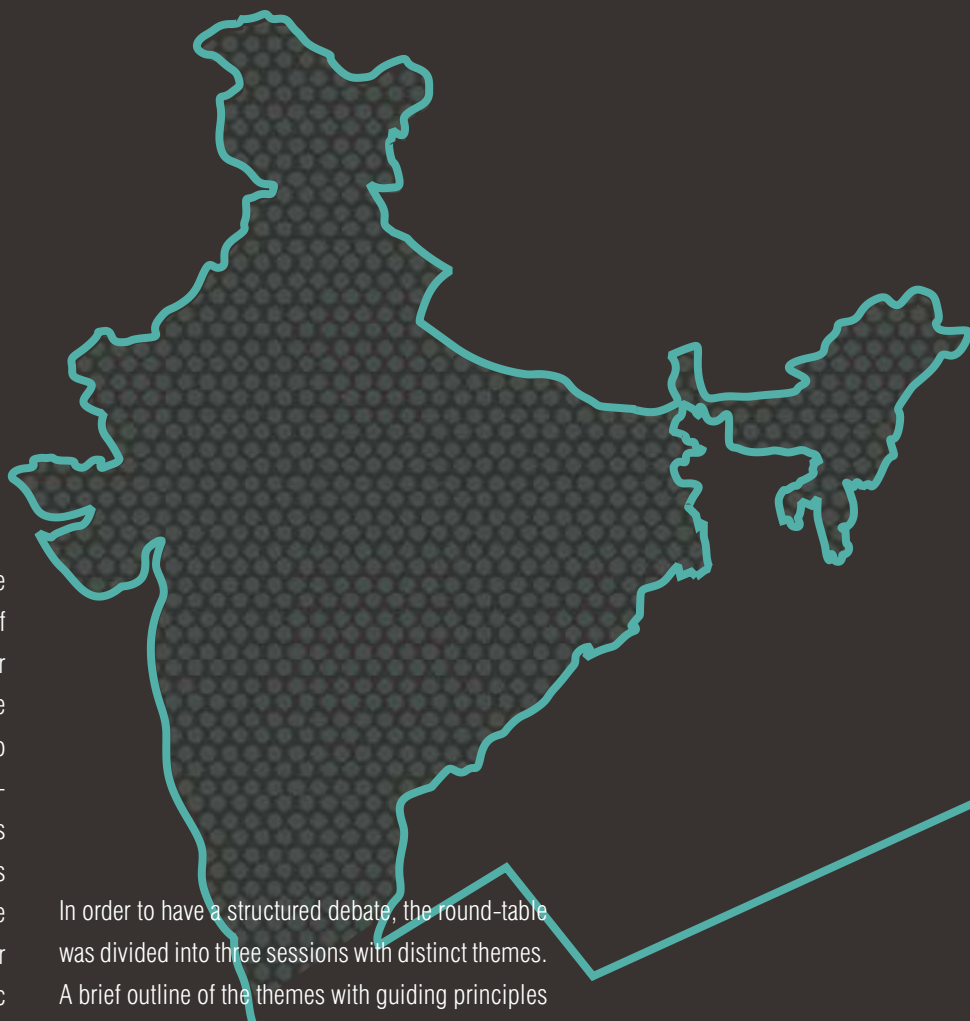 In order to have a structured debate, the round-table
was divided into three sessions with distinct themes.
A brief outline of the themes with guiding principles